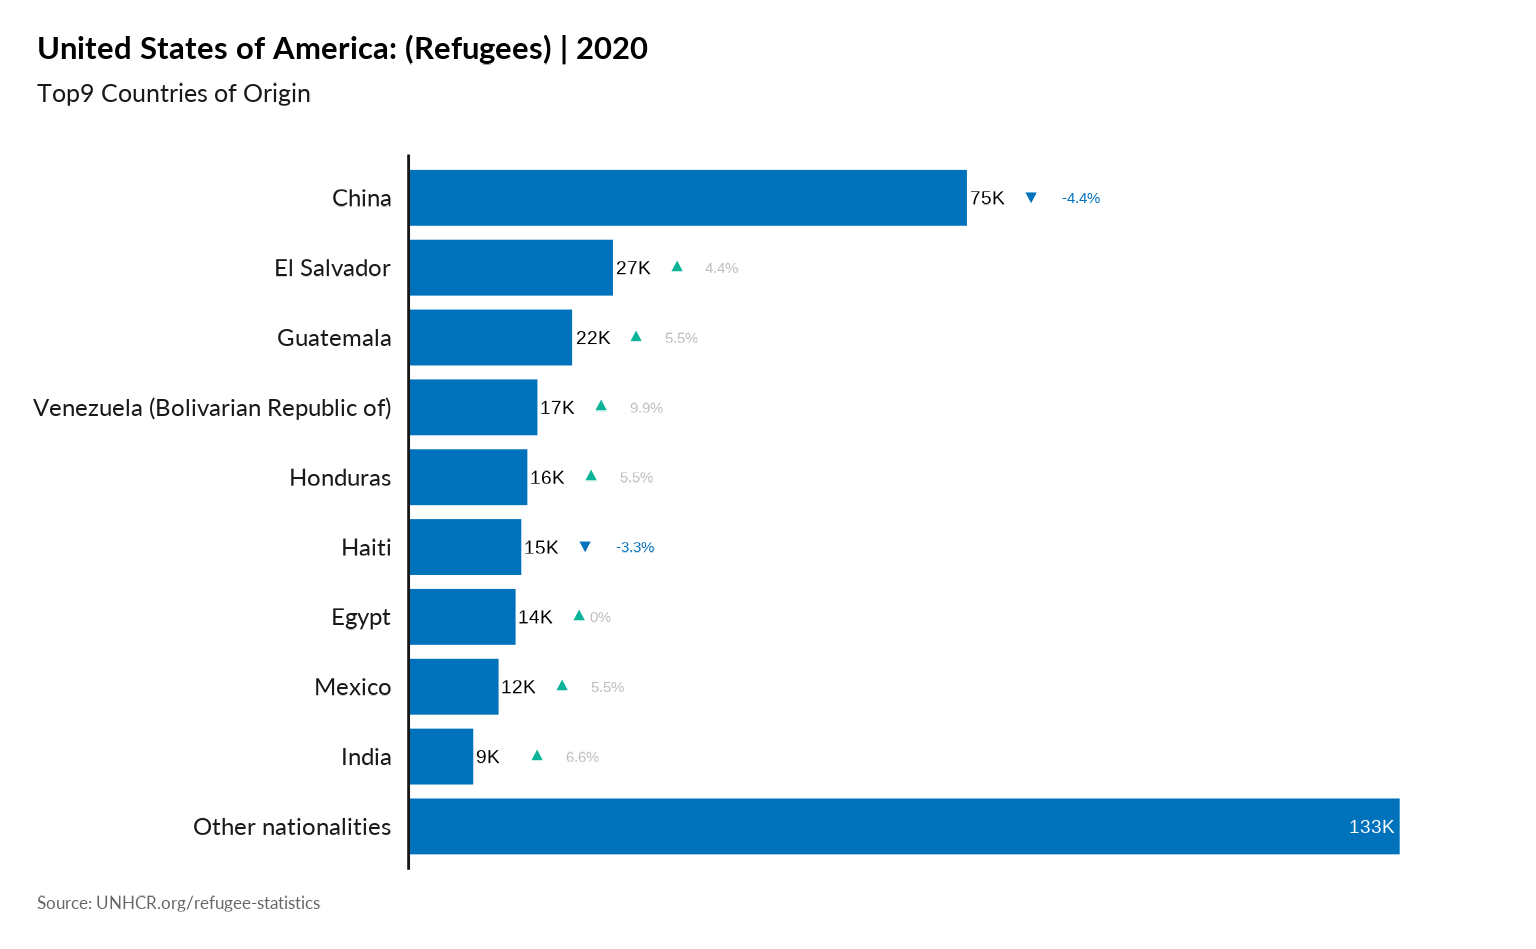 United States of America: (Refugees) | 2020
Top9 Countries of Origin
China 75K ▼ -4.4%
El Salvador 27K ▲ 4.4%
Guatemala 22K ▲ 5.5%
Venezuela (Bolivarian Republic of) 17K ▲ 9.9%
Honduras 16K ▲ 5.5%
Haiti 15K ▼ -3.3%
Egypt 14K ▲ 0%
Mexico 12K ▲ 5.5%
India 9K ▲ 6.6%
Other nationalities 133K
Source: UNHCR.org/refugee-statistics